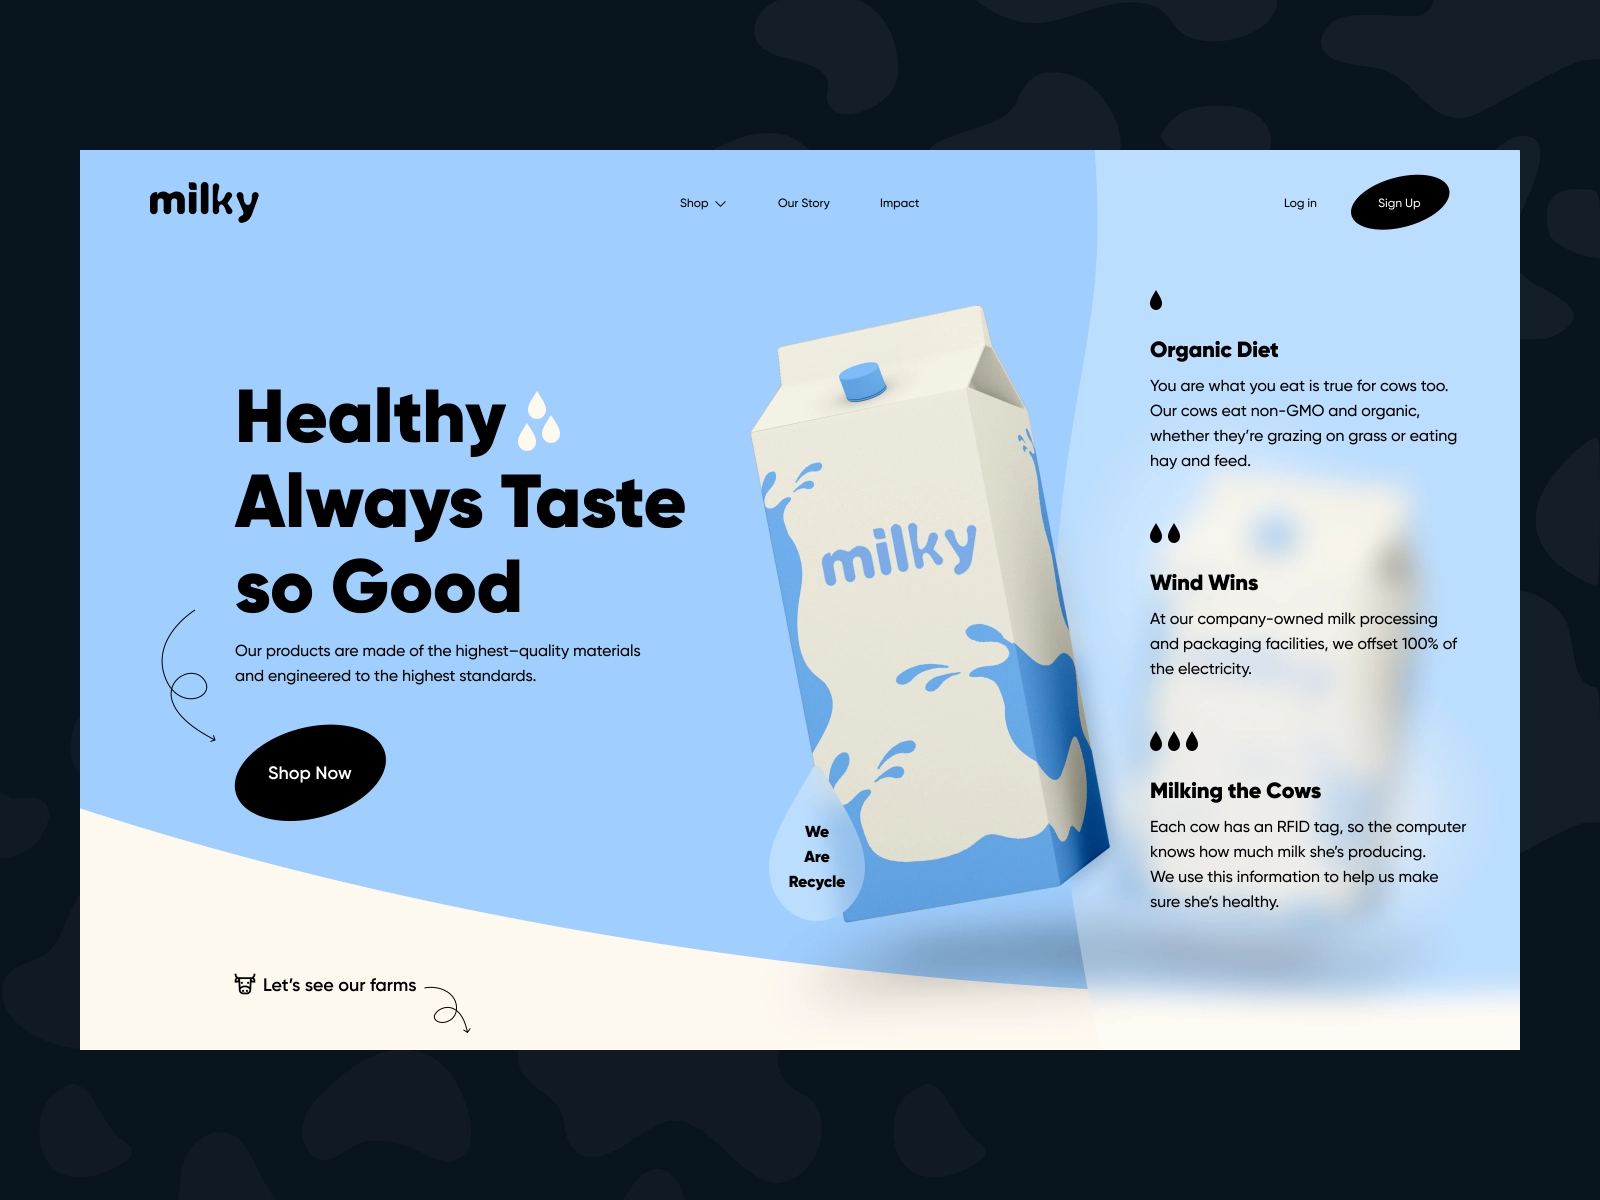 milky
Shop
Our Story
Impact
Log in
Sign Up
Healthy
Always Taste
so Good
Our products are made of the highest–quality materials
and engineered to the highest standards.
Shop Now
Let's see our farms
milky
We
Are
Recycle
Organic Diet
You are what you eat is true for cows too.
Our cows eat non-GMO and organic,
whether they're grazing on grass or eating
hay and feed.
Wind Wins
At our company-owned milk processing
and packaging facilities, we offset 100% of
the electricity.
Milking the Cows
Each cow has an RFID tag, so the computer
knows how much milk she's producing.
We use this information to help us make
sure she's healthy.